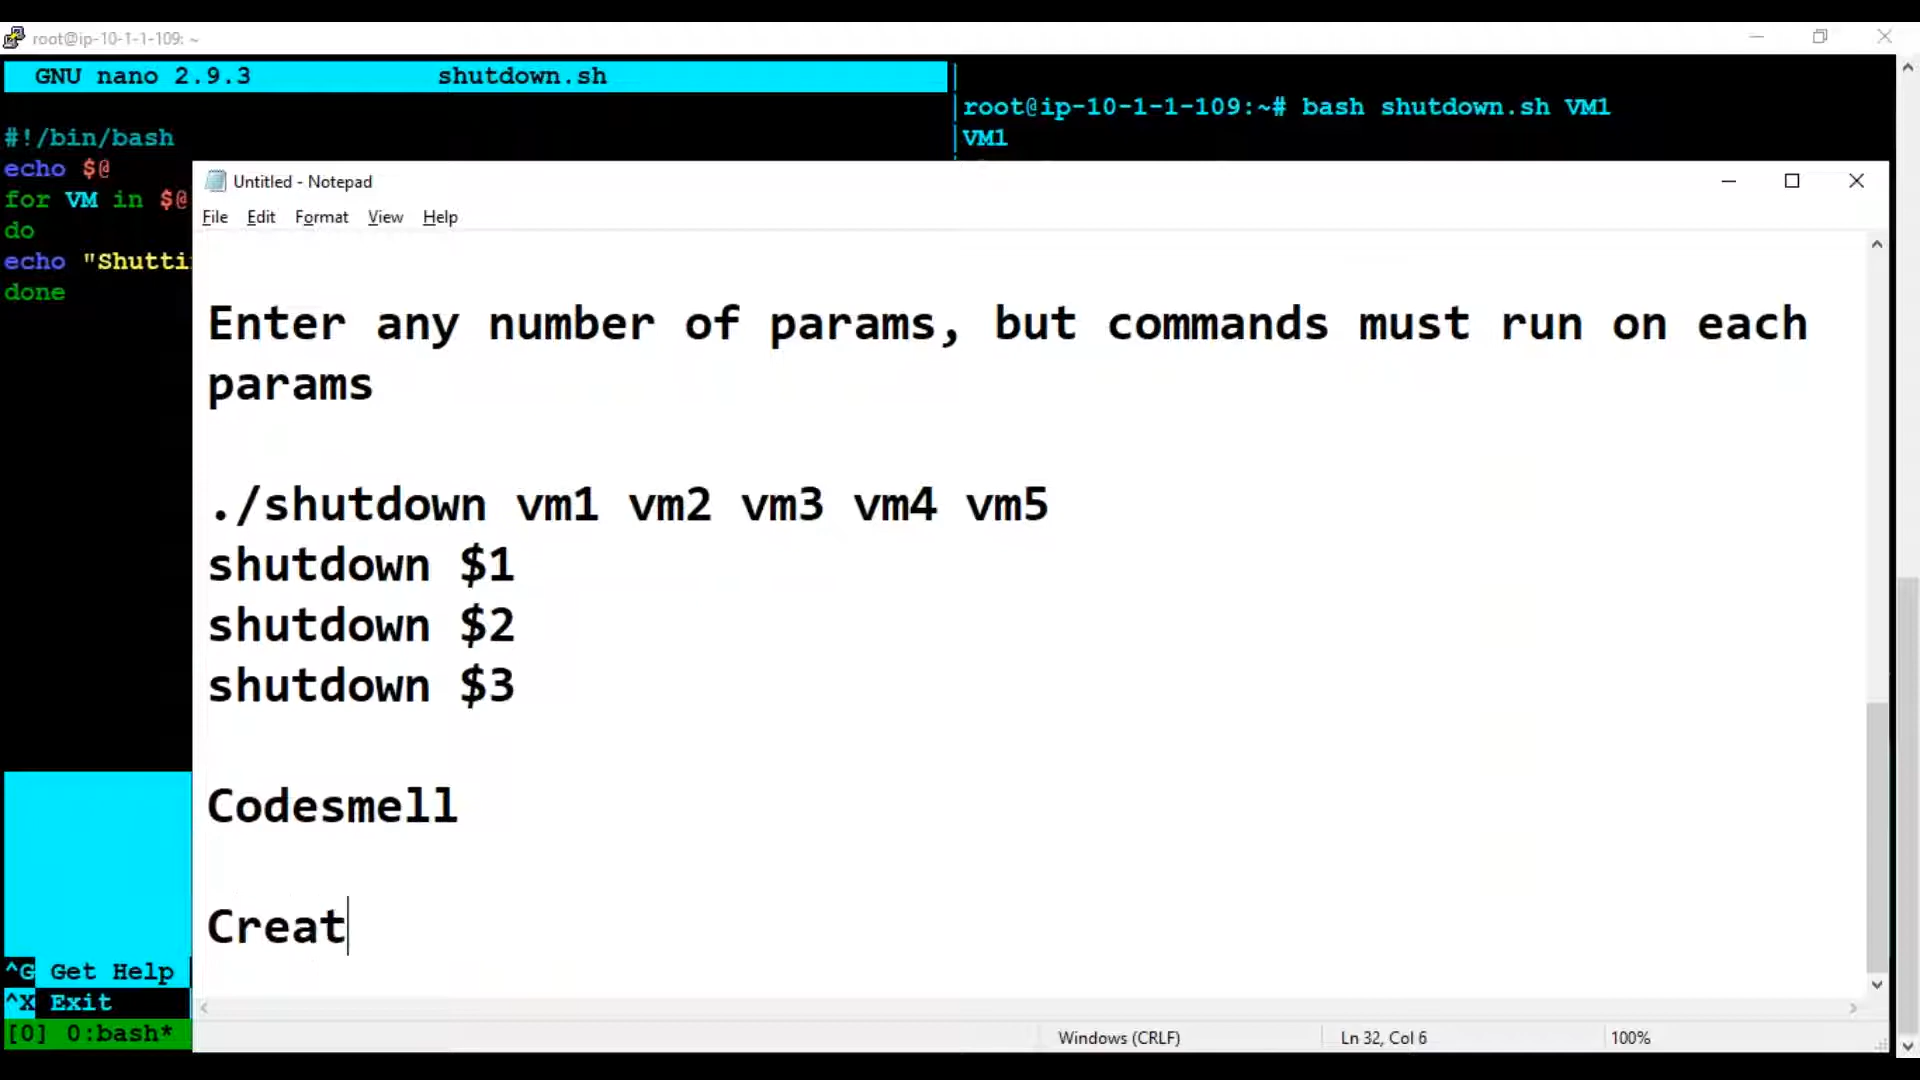 root@ip-10-1-1-109: ~
GNU nano 2.9.3 shutdown.sh
#!/bin/bash
echo $@
for VM in $@
do
echo "Shutti
done
root@ip-10-1-1-109:~# bash shutdown.sh VM1
VM1
Untitled - Notepad
File Edit Format View Help
Enter any number of params, but commands must run on each
params
./shutdown vm1 vm2 vm3 vm4 vm5
shutdown $1
shutdown $2
shutdown $3
Codesmell
Creat
^G Get Help
^X Exit
[0] 0:bash*
Windows (CRLF) Ln 32, Col 6 100%